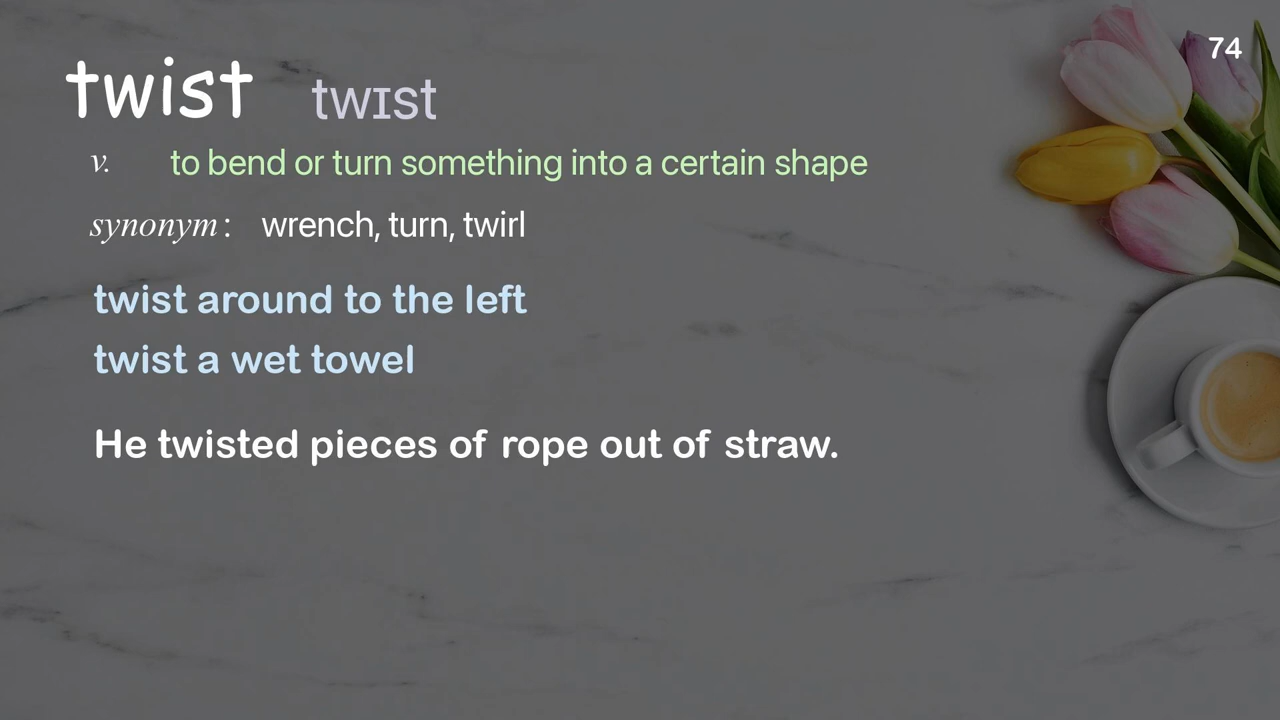 74
twist twɪst
v. to bend or turn something into a certain shape
synonym: wrench, turn, twirl
twist around to the left
twist a wet towel
He twisted pieces of rope out of straw.